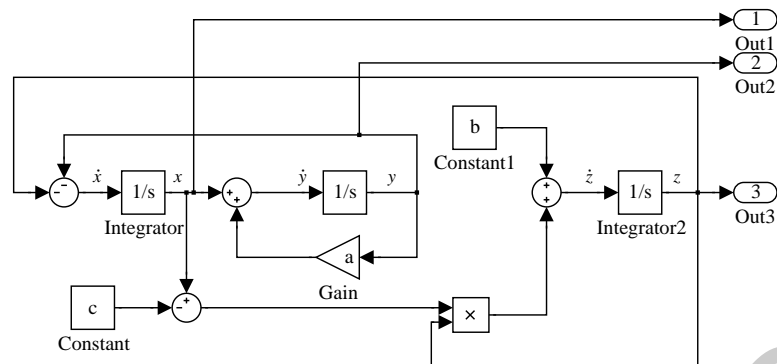 1
Out1
2
Out2
b
Constant1
− −
ẋ
1/s
x
Integrator
+ +
ẏ
1/s
y
+ +
ż
1/s
z
Integrator2
3
Out3
a
Gain
c
Constant
− +
×